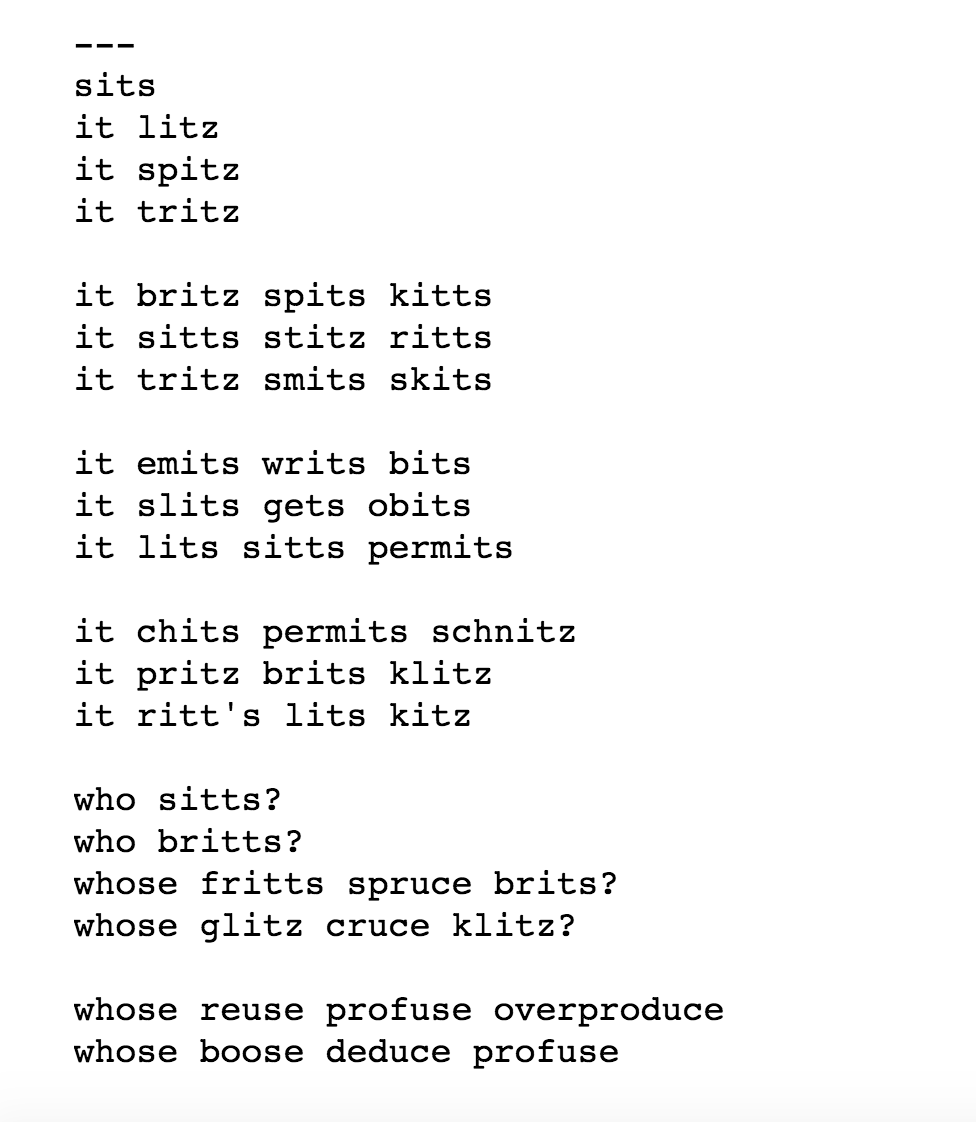 ---
sits
it litz
it spitz
it tritz

it britz spits kitts
it sitts stitz ritts
it tritz smits skits

it emits writs bits
it slits gets obits
it lits sitts permits

it chits permits schnitz
it pritz brits klitz
it ritt's lits kitz

who sitts?
who britts?
whose fritts spruce brits?
whose glitz cruce klitz?

whose reuse profuse overproduce
whose boose deduce profuse